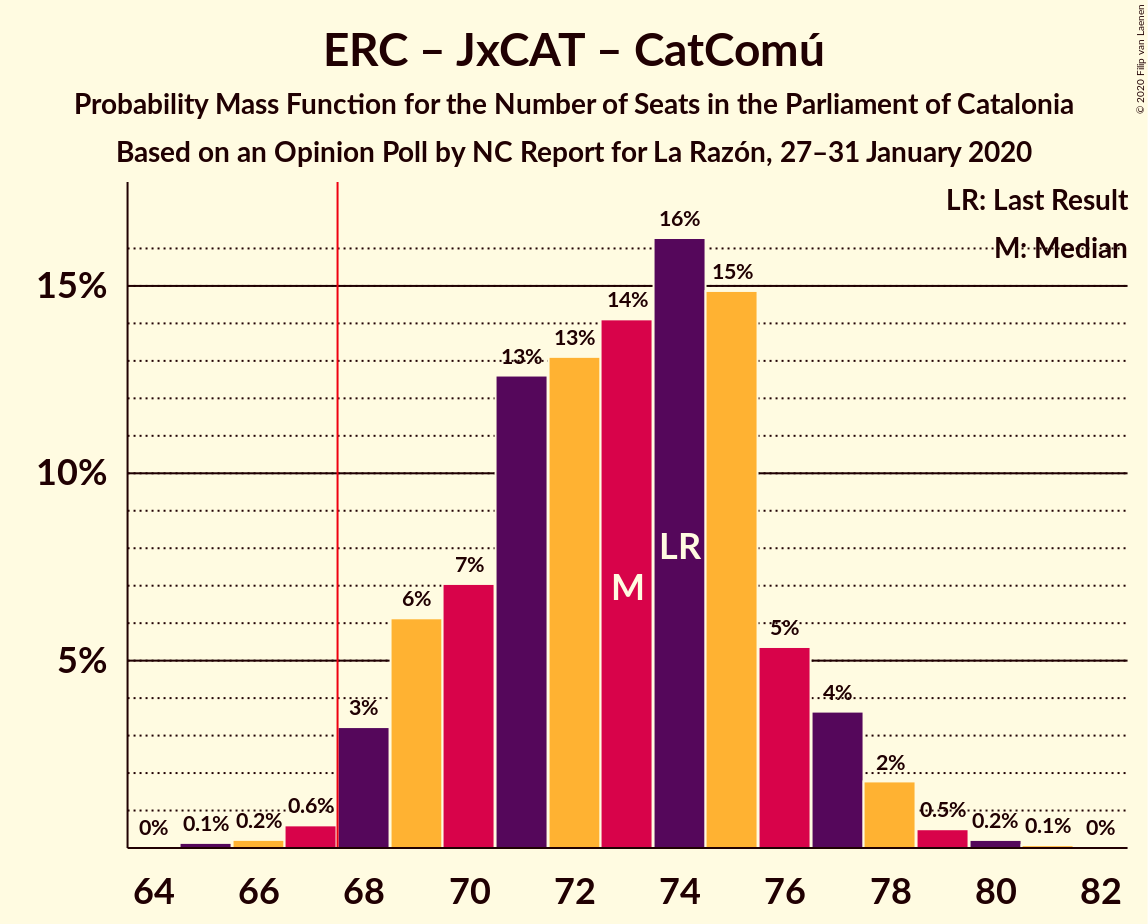 ERC – JxCAT – CatComú
Probability Mass Function for the Number of Seats in the Parliament of Catalonia
Based on an Opinion Poll by NC Report for La Razón, 27–31 January 2020
© 2020 Filip van Laenen
LR: Last Result
M: Median
15%
10%
5%
0%
0.1%
0.2%
0.6%
3%
6%
7%
13%
13%
14%
16%
15%
5%
4%
2%
0.5%
0.2%
0.1%
0%
LR
M
64 66 68 70 72 74 76 78 80 82